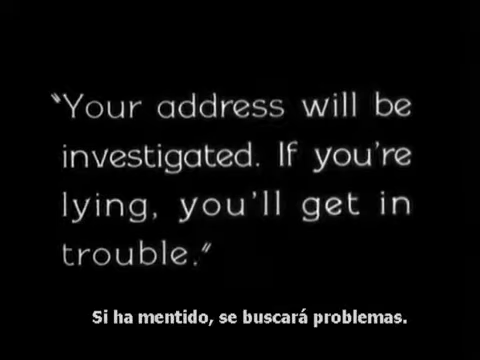 "Your address will be
investigated. If you're
lying, you'll get in
trouble."
Si ha mentido, se buscará problemas.